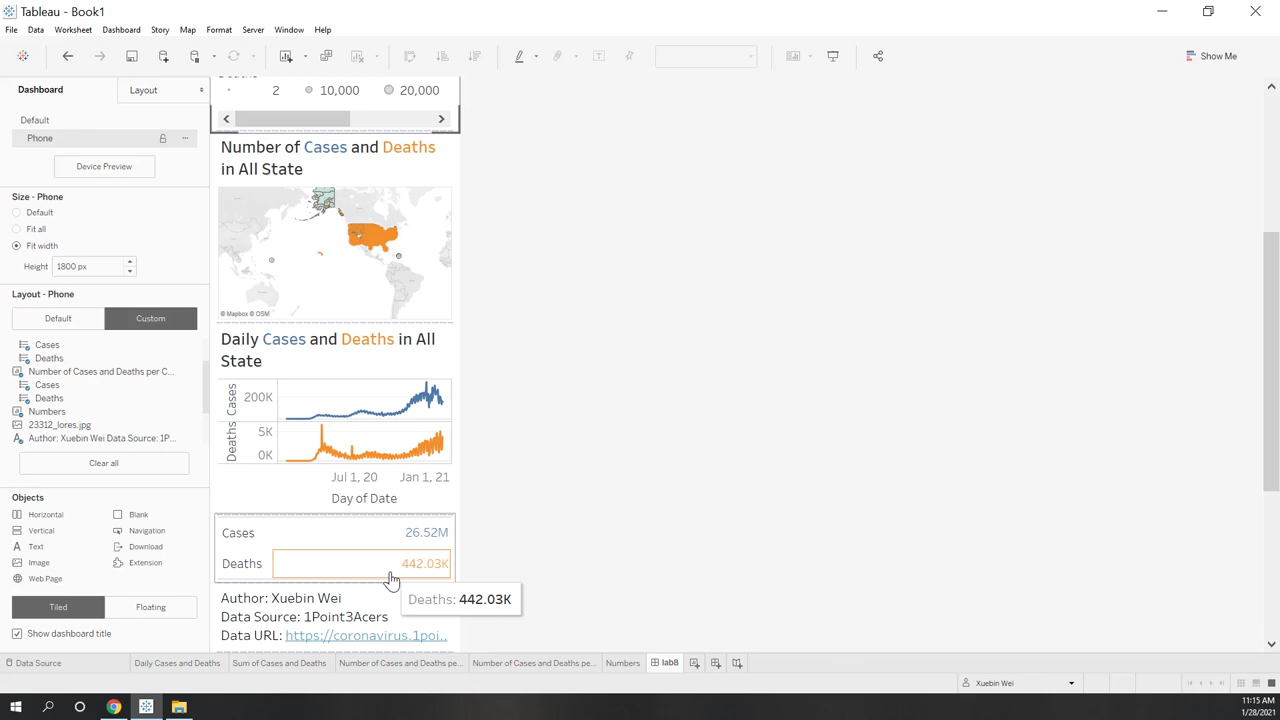 Tableau - Book1
File Data Worksheet Dashboard Story Map Format Server Window Help
Show Me
Dashboard
Layout
Default
Phone
Device Preview
Size - Phone
Default
Fit all
Fit width
Height 1800 px
Layout - Phone
Default Custom
Cases
Deaths
Number of Cases and Deaths per C...
Cases
Deaths
Numbers
23312_lores.jpg
Author: Xuebin Wei Data Source: 1P...
Clear all
Objects
Horizontal Blank
Vertical Navigation
Text Download
Image Extension
Web Page
Tiled Floating
Show dashboard title
2 10,000 20,000
Number of Cases and Deaths
in All State
© Mapbox © OSM
Daily Cases and Deaths in All
State
Cases
200K
Deaths
5K
0K
Jul 1, 20 Jan 1, 21
Day of Date
Cases 26.52M
Deaths 442.03K
Deaths: 442.03K
Author: Xuebin Wei
Data Source: 1Point3Acers
Data URL: https://coronavirus.1poi..
Data Source Daily Cases and Deaths Sum of Cases and Deaths Number of Cases and Deaths pe... Number of Cases and Deaths pe... Numbers lab8
Xuebin Wei
11:15 AM
1/28/2021